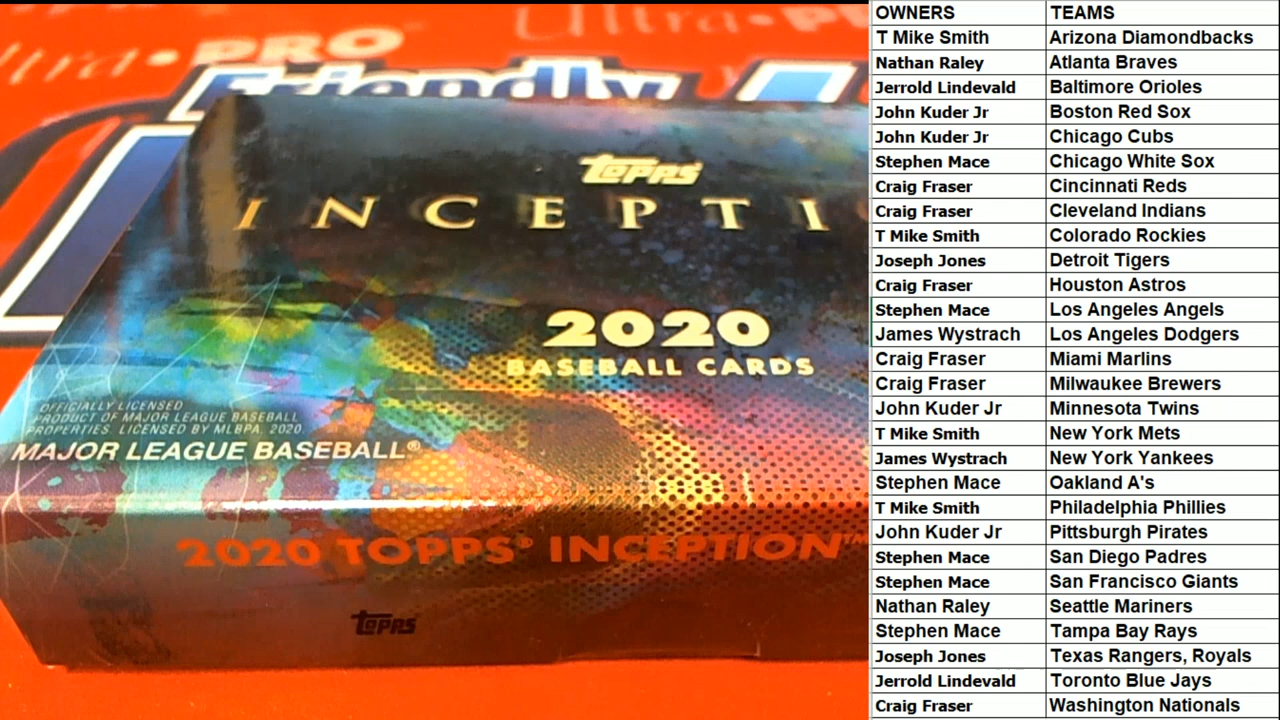 Ultra•PRO
Ultra•PR
Friendly
TOPPS
INCEPTI
2020
BASEBALL CARDS
OFFICIALLY LICENSED
PRODUCT OF MAJOR LEAGUE BASEBALL
PROPERTIES. LICENSED BY MLBPA, 2020.
MAJOR LEAGUE BASEBALL®
2020 TOPPS® INCEPTION™
TOPPS
OWNERS TEAMS
T Mike Smith Arizona Diamondbacks
Nathan Raley Atlanta Braves
Jerrold Lindevald Baltimore Orioles
John Kuder Jr Boston Red Sox
John Kuder Jr Chicago Cubs
Stephen Mace Chicago White Sox
Craig Fraser Cincinnati Reds
Craig Fraser Cleveland Indians
T Mike Smith Colorado Rockies
Joseph Jones Detroit Tigers
Craig Fraser Houston Astros
Stephen Mace Los Angeles Angels
James Wystrach Los Angeles Dodgers
Craig Fraser Miami Marlins
Craig Fraser Milwaukee Brewers
John Kuder Jr Minnesota Twins
T Mike Smith New York Mets
James Wystrach New York Yankees
Stephen Mace Oakland A's
T Mike Smith Philadelphia Phillies
John Kuder Jr Pittsburgh Pirates
Stephen Mace San Diego Padres
Stephen Mace San Francisco Giants
Nathan Raley Seattle Mariners
Stephen Mace Tampa Bay Rays
Joseph Jones Texas Rangers, Royals
Jerrold Lindevald Toronto Blue Jays
Craig Fraser Washington Nationals